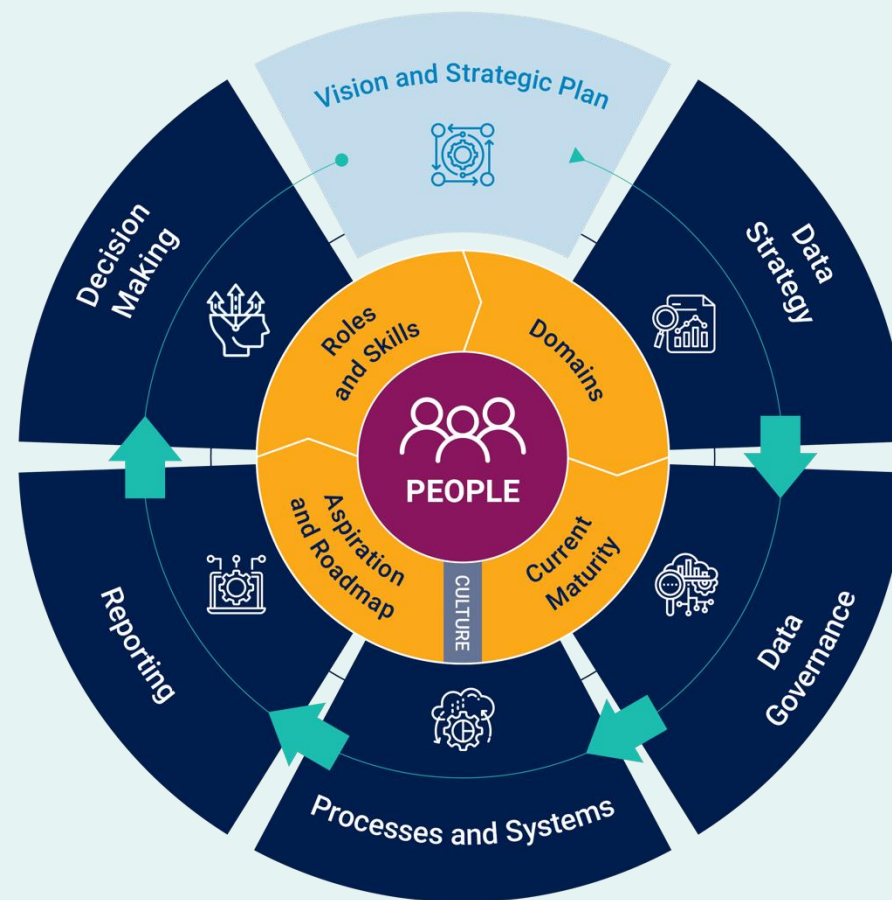 Vision and Strategic Plan
Data
Strategy
Data
Governance
Processes and Systems
Reporting
Decision
Making
Roles
and Skills
Domains
Current
Maturity
Aspiration
and Roadmap
CULTURE
PEOPLE